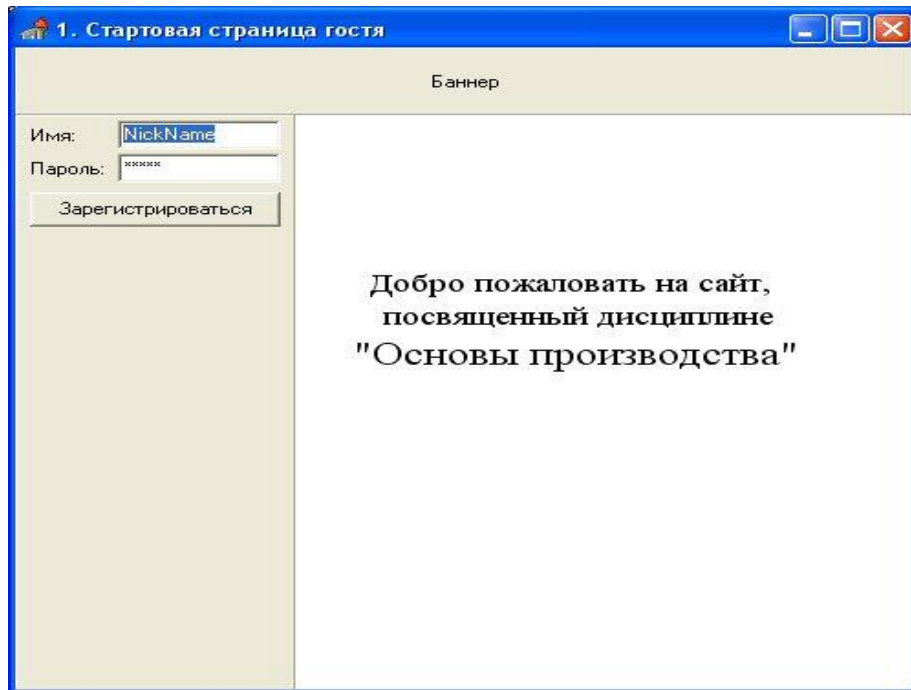 1. Стартовая страница гостя
Баннер
Имя: NickName
Пароль: *****
Зарегистрироваться
Добро пожаловать на сайт,
посвященный дисциплине
"Основы производства"